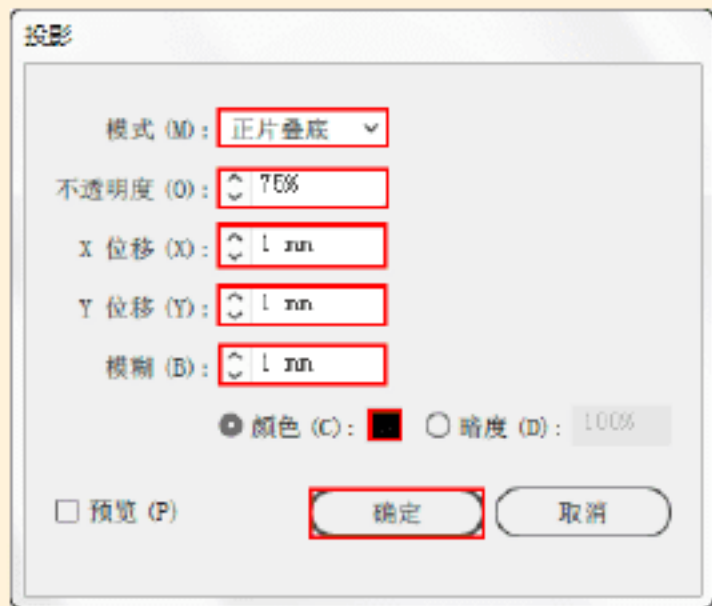 投影
模式 (M): 正片叠底
不透明度 (O): 75%
X 位移 (X): 1 mm
Y 位移 (Y): 1 mm
模糊 (B): 1 mm
颜色 (C): 暗度 (D): 100%
预览 (P) 确定 取消